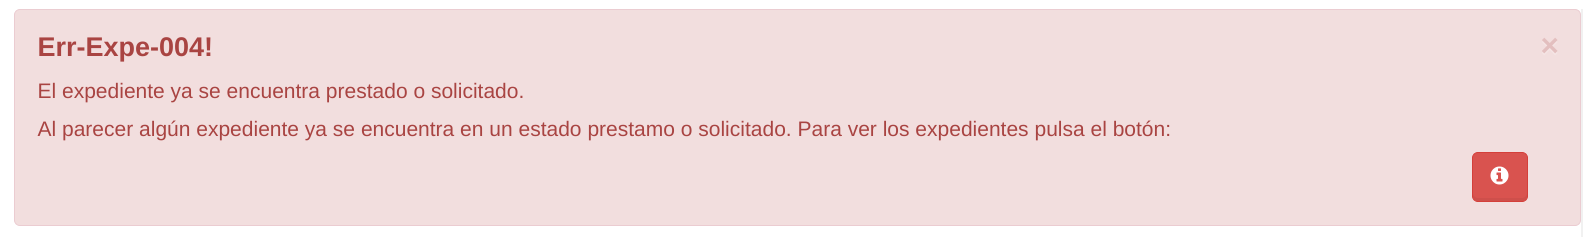 Err-Expe-004!
×
El expediente ya se encuentra prestado o solicitado.
Al parecer algún expediente ya se encuentra en un estado prestamo o solicitado. Para ver los expedientes pulsa el botón: